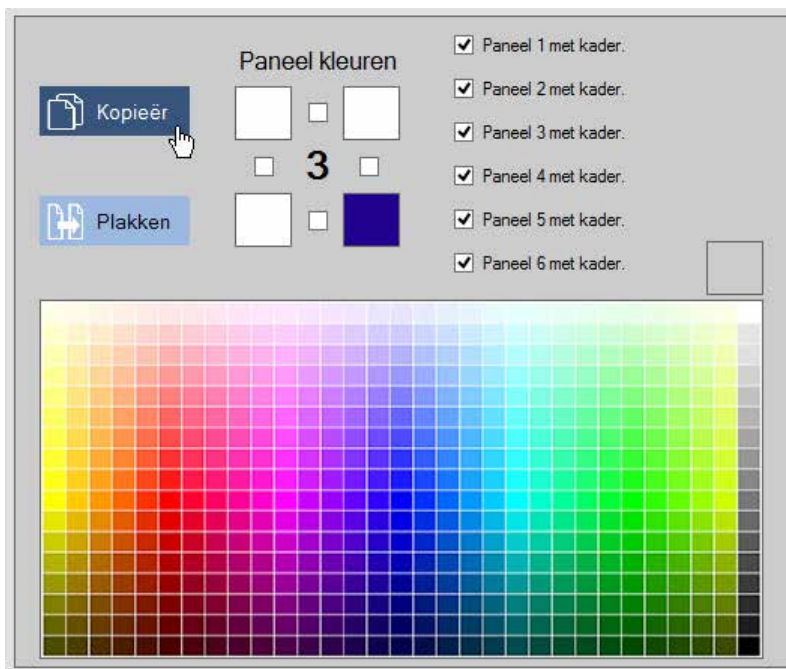 Paneel kleuren
Kopieër
3
Plakken
Paneel 1 met kader.
Paneel 2 met kader.
Paneel 3 met kader.
Paneel 4 met kader.
Paneel 5 met kader.
Paneel 6 met kader.